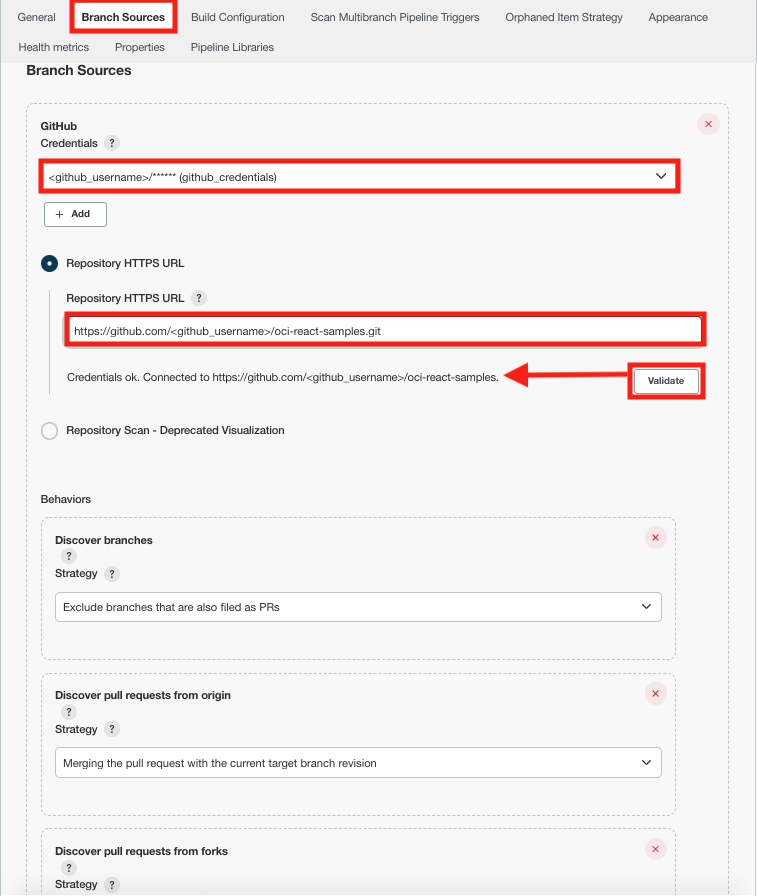 General Branch Sources Build Configuration Scan Multibranch Pipeline Triggers Orphaned Item Strategy Appearance
Health metrics Properties Pipeline Libraries
Branch Sources
GitHub
Credentials ?
<github_username>/****** (github_credentials)
+ Add
Repository HTTPS URL
Repository HTTPS URL ?
https://github.com/<github_username>/oci-react-samples.git
Credentials ok. Connected to https://github.com/<github_username>/oci-react-samples.
Validate
Repository Scan - Deprecated Visualization
Behaviors
Discover branches
?
Strategy ?
Exclude branches that are also filed as PRs
Discover pull requests from origin
?
Strategy ?
Merging the pull request with the current target branch revision
Discover pull requests from forks
?
Strategy ?